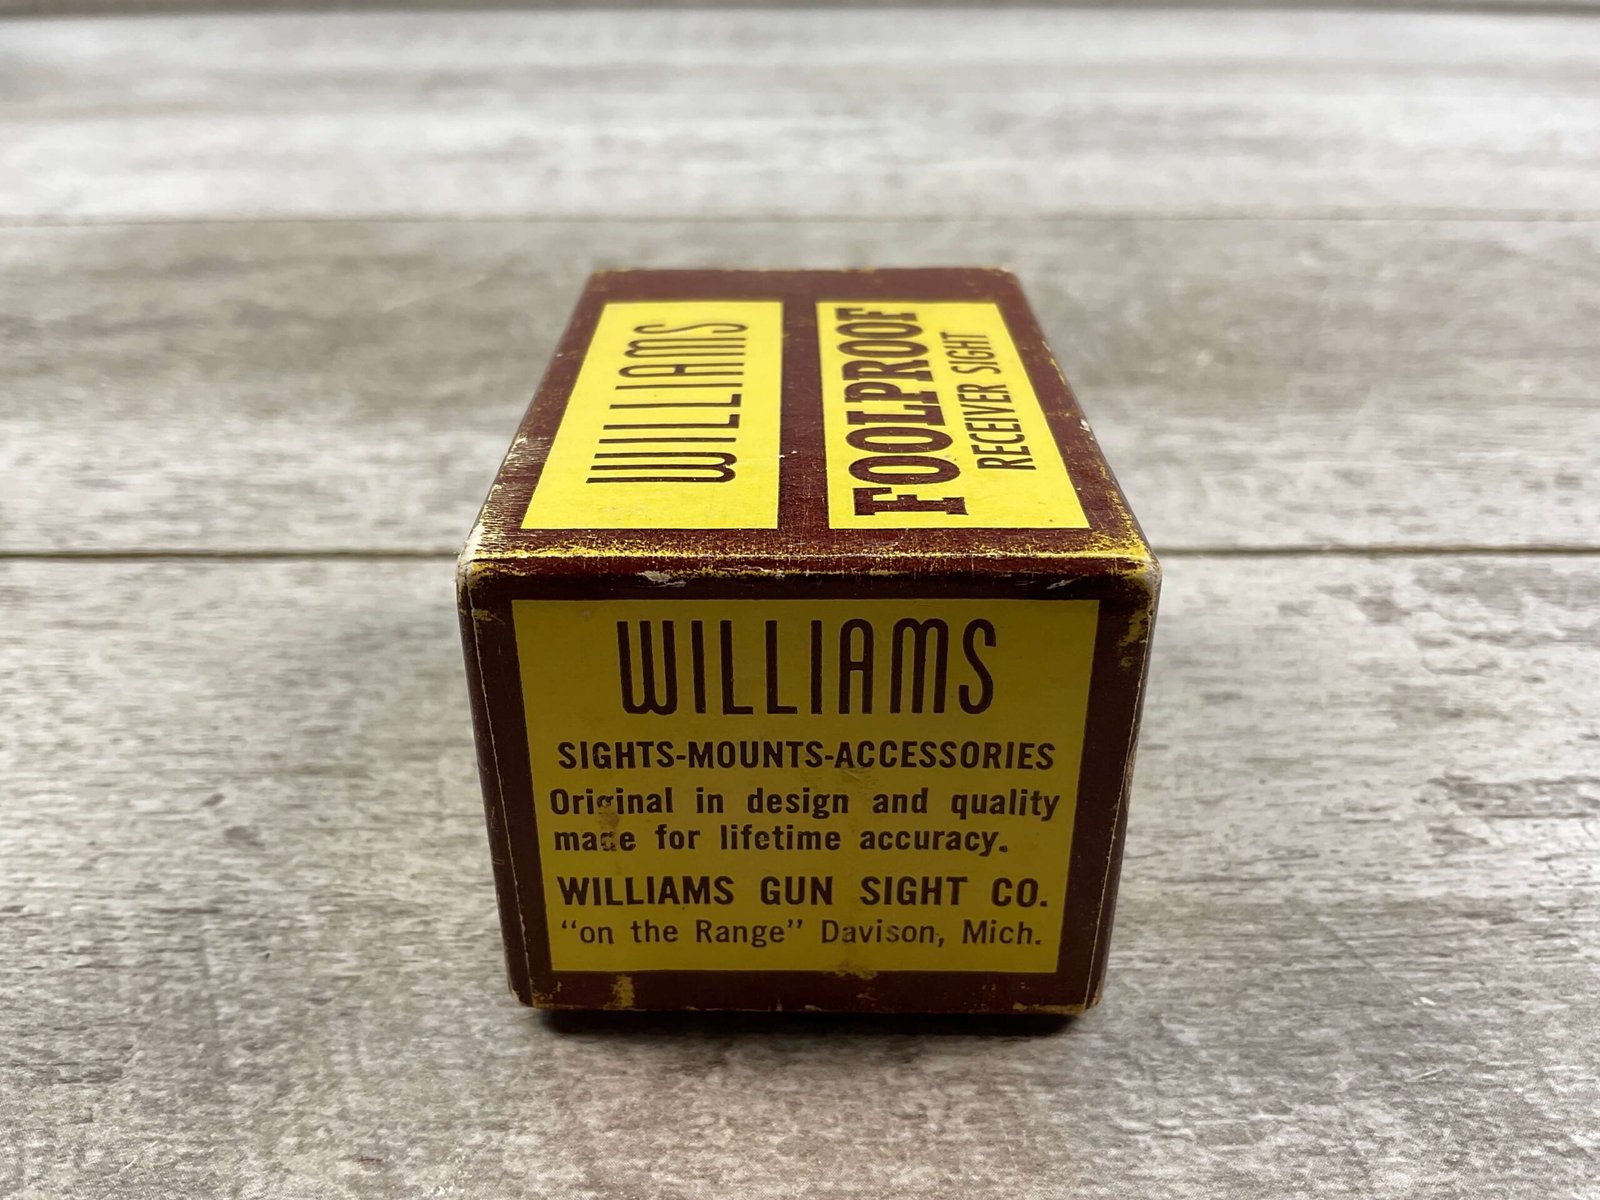 WILLIAMS
FOOLPROOF
RECEIVER SIGHT
WILLIAMS
SIGHTS-MOUNTS-ACCESSORIES
Original in design and quality
made for lifetime accuracy.
WILLIAMS GUN SIGHT CO.
"on the Range" Davison, Mich.